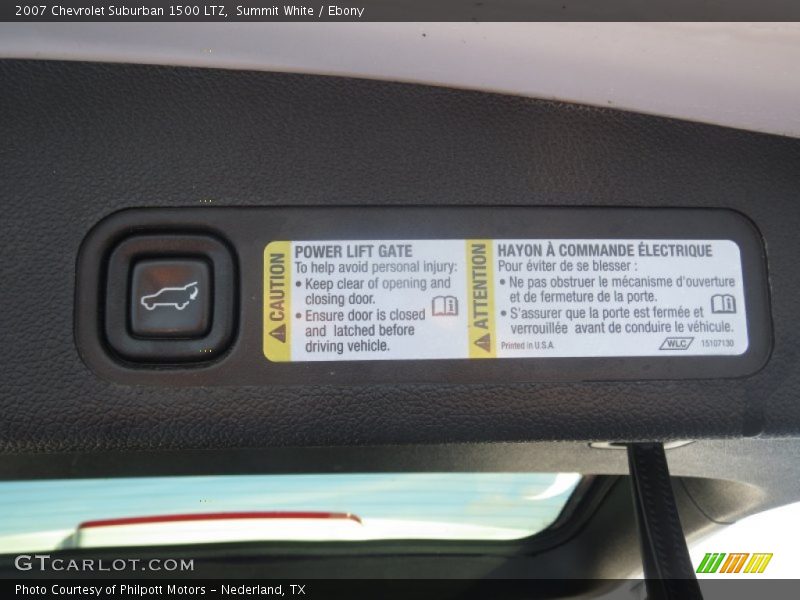 2007 Chevrolet Suburban 1500 LTZ,  Summit White / Ebony
CAUTION
POWER LIFT GATE
To help avoid personal injury:
• Keep clear of opening and
closing door.
• Ensure door is closed
and latched before
driving vehicle.
ATTENTION
HAYON À COMMANDE ÉLECTRIQUE
Pour éviter de se blesser :
• Ne pas obstruer le mécanisme d'ouverture
et de fermeture de la porte.
• S'assurer que la porte est fermée et
verrouillée avant de conduire le véhicule.
Printed in U.S.A.
WLC
15107130
GTCARLOT.COM
Photo Courtesy of Philpott Motors - Nederland, TX